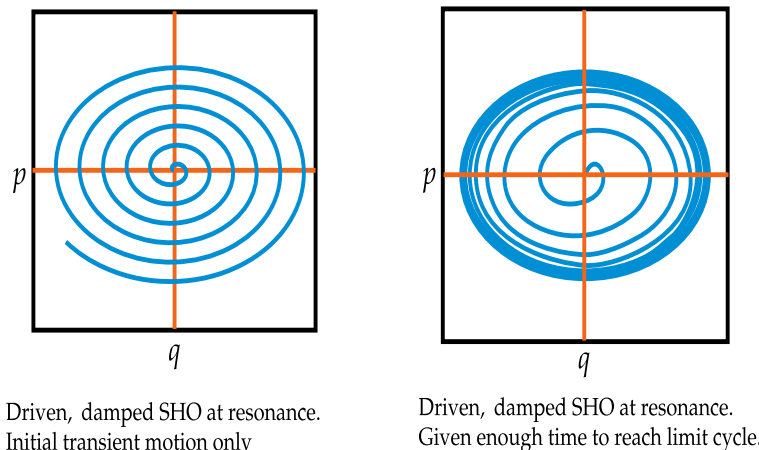 p
q
Driven, damped SHO at resonance.
Initial transient motion only
p
q
Driven, damped SHO at resonance.
Given enough time to reach limit cycle.